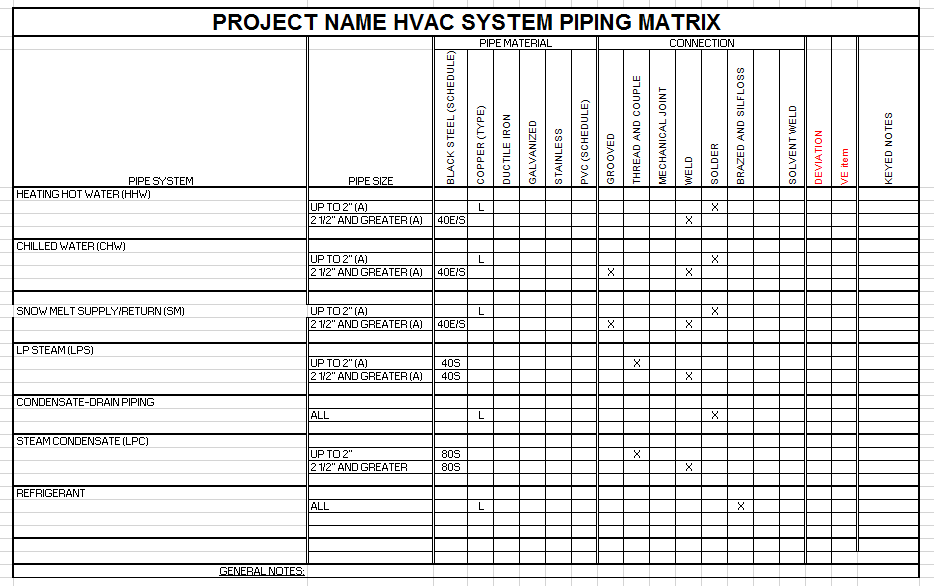 PROJECT NAME HVAC SYSTEM PIPING MATRIX
PIPE MATERIAL CONNECTION
PIPE SYSTEM PIPE SIZE BLACK STEEL (SCHEDULE) COPPER (TYPE) DUCTILE IRON GALVANIZED STAINLESS PVC (SCHEDULE) GROOVED THREAD AND COUPLE MECHANICAL JOINT WELD SOLDER BRAZED AND SILFLOSS SOLVENT WELD DEVIATION VE item KEYED NOTES
HEATING HOT WATER (HHW)
UP TO 2" (A) L X
2 1/2" AND GREATER (A) 40E/S X
CHILLED WATER (CHW)
UP TO 2" (A) L X
2 1/2" AND GREATER (A) 40E/S X X
SNOW MELT SUPPLY/RETURN (SM) UP TO 2" (A) L X
2 1/2" AND GREATER (A) 40E/S X X
LP STEAM (LPS)
UP TO 2" (A) 40S X
2 1/2" AND GREATER (A) 40S X
CONDENSATE-DRAIN PIPING
ALL L X
STEAM CONDENSATE (LPC)
UP TO 2" 80S X
2 1/2" AND GREATER 80S X
REFRIGERANT
ALL L X
GENERAL NOTES: